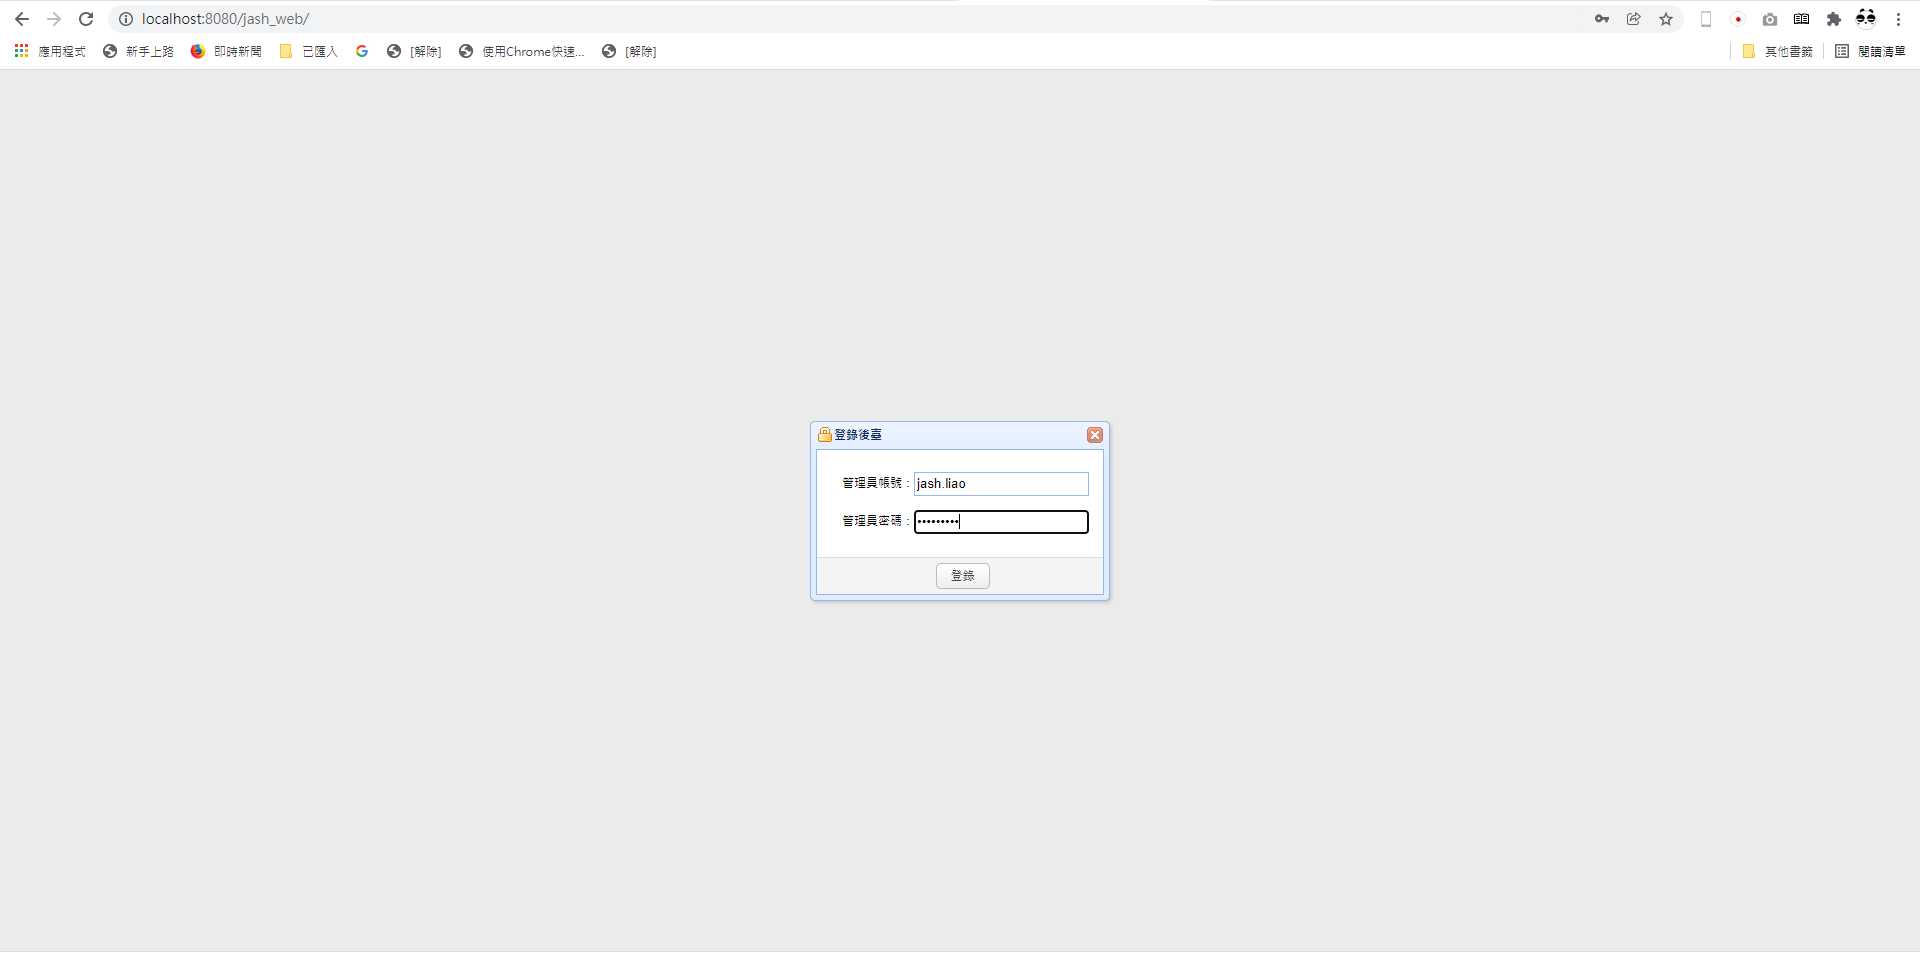 localhost:8080/jash_web/
應用程式 新手上路 即時新聞 已匯入 [解除] 使用Chrome快速... [解除] 其他書籤 閱讀清單
登錄後臺
管理員帳號： jash.liao
管理員密碼： •••••••••
登錄